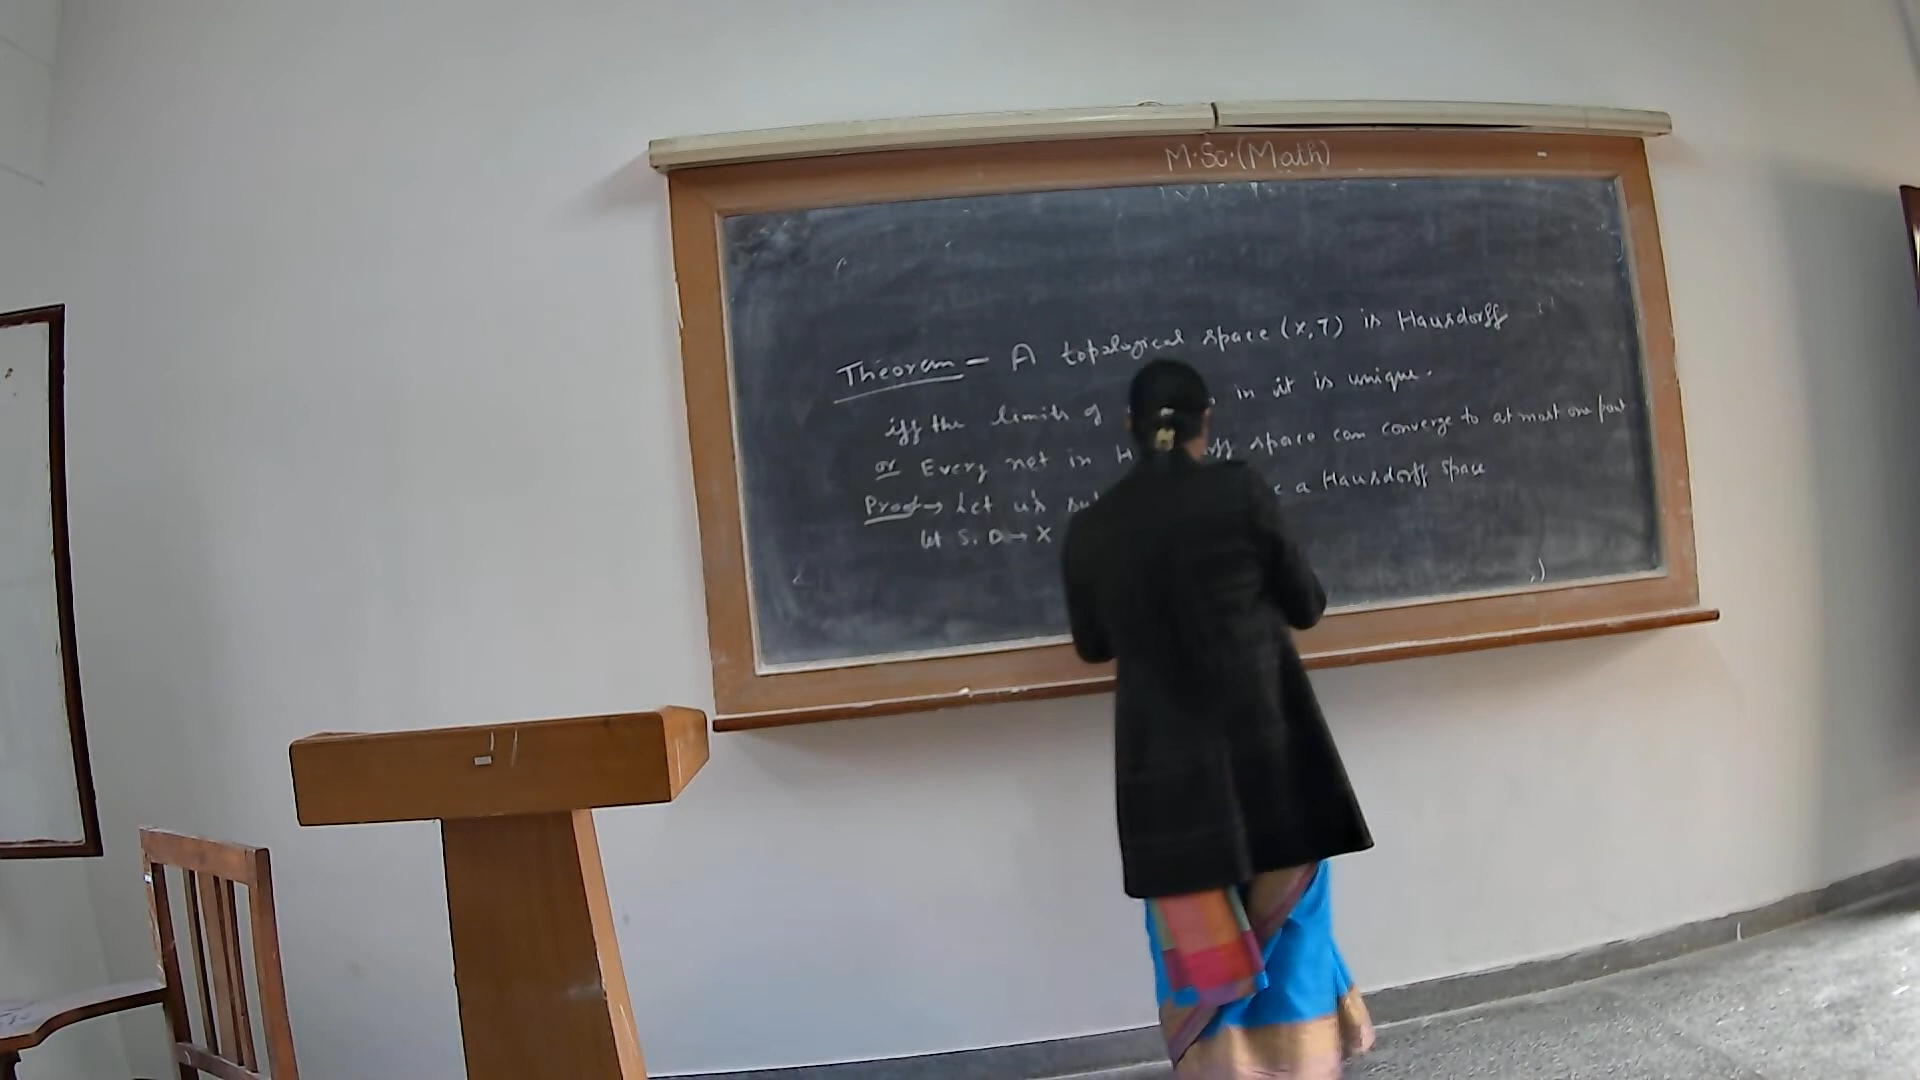 M.Sc.(Math)
Theorem - A topological space (X,T) is Hausdorff
iff the limits of in it is unique.
or Every net in space can converge to at most one point
Proof → Let us a Hausdorff space
let S: D → X